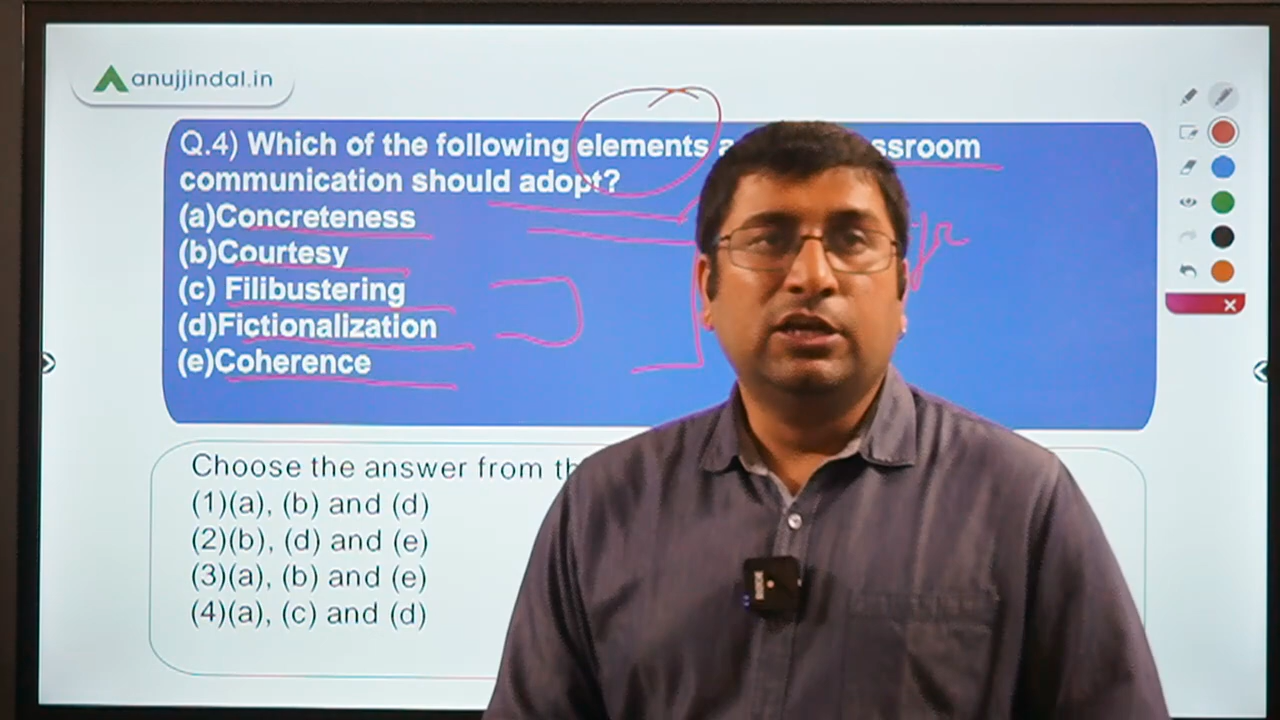 anujjindal.in
Q.4) Which of the following elements a ssroom
communication should adopt?
(a)Concreteness
(b)Courtesy
(c) Filibustering
(d)Fictionalization
(e)Coherence
Choose the answer from th
(1)(a), (b) and (d)
(2)(b), (d) and (e)
(3)(a), (b) and (e)
(4)(a), (c) and (d)